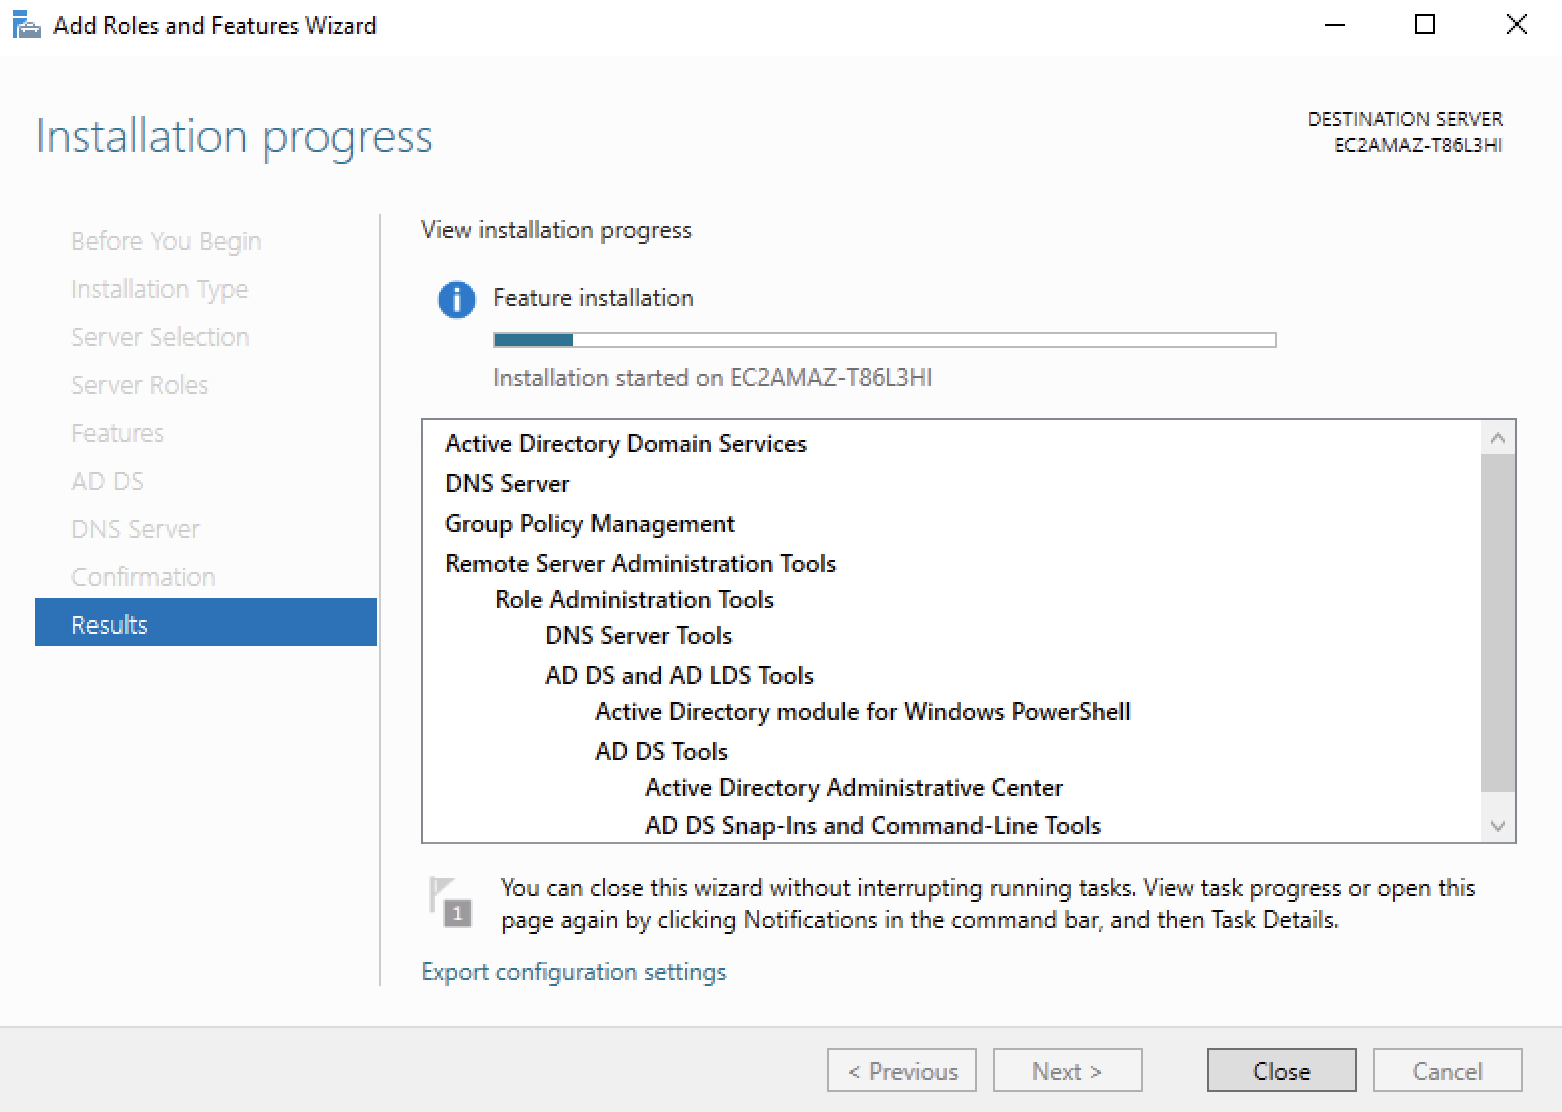 Add Roles and Features Wizard
Installation progress
DESTINATION SERVER
EC2AMAZ-T86L3HI
Before You Begin
Installation Type
Server Selection
Server Roles
Features
AD DS
DNS Server
Confirmation
Results
View installation progress
Feature installation
Installation started on EC2AMAZ-T86L3HI
Active Directory Domain Services
DNS Server
Group Policy Management
Remote Server Administration Tools
Role Administration Tools
DNS Server Tools
AD DS and AD LDS Tools
Active Directory module for Windows PowerShell
AD DS Tools
Active Directory Administrative Center
AD DS Snap-Ins and Command-Line Tools
1
You can close this wizard without interrupting running tasks. View task progress or open this
page again by clicking Notifications in the command bar, and then Task Details.
Export configuration settings
< Previous
Next >
Close
Cancel